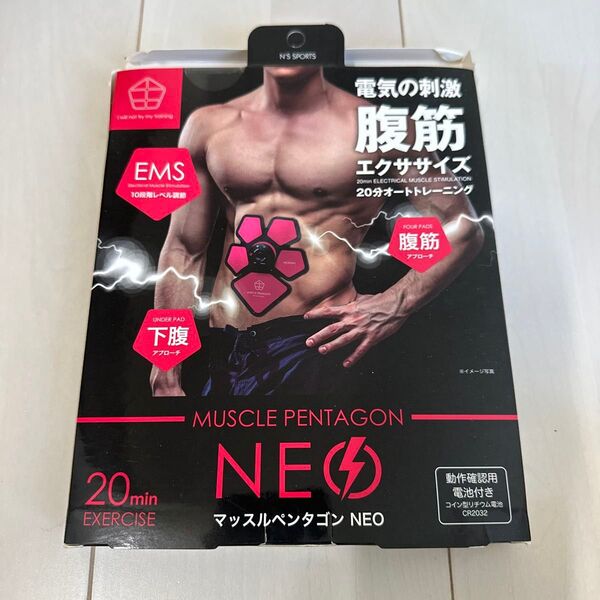 N'S SPORTS
電気の刺激
腹筋
エクササイズ
20min ELECTRICAL MUSCLE STIMULATION
20分オートトレーニング
EMS
Electrical Muscle Stimulation
10段階レベル調節
FOUR PADS
腹筋
アプローチ
UNDER PAD
下腹
アプローチ
※イメージ写真
MUSCLE PENTAGON
NEO
マッスルペンタゴン NEO
20min
EXERCISE
動作確認用
電池付き
コイン型リチウム電池
CR2032